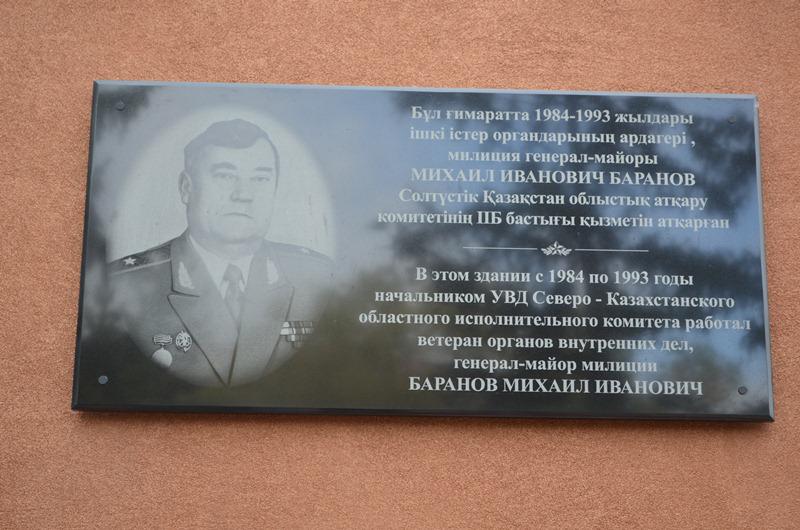 Бұл ғимаратта 1984-1993 жылдары
ішкі істер органдарының ардагері ,
милиция генерал-майоры
МИХАИЛ ИВАНОВИЧ БАРАНОВ
Солтүстік Қазақстан облыстық атқару
комитетінің ІІБ бастығы қызметін атқарған
В этом здании с 1984 по 1993 годы
начальником УВД Северо - Казахстанского
областного исполнительного комитета работал
ветеран органов внутренних дел,
генерал-майор милиции
БАРАНОВ МИХАИЛ ИВАНОВИЧ